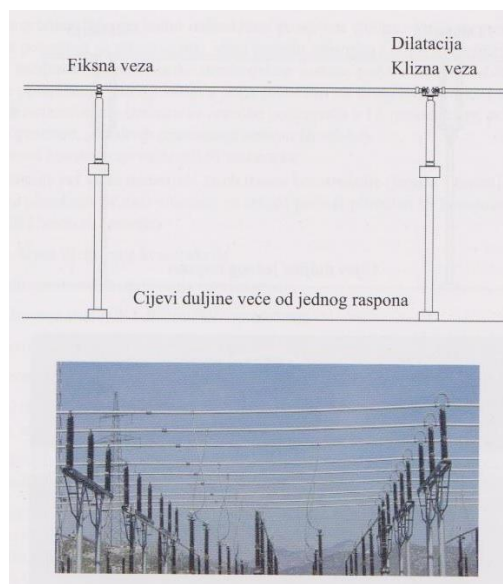 Fiksna veza
Dilatacija
Klizna veza
Cijevi duljine veće od jednog raspona